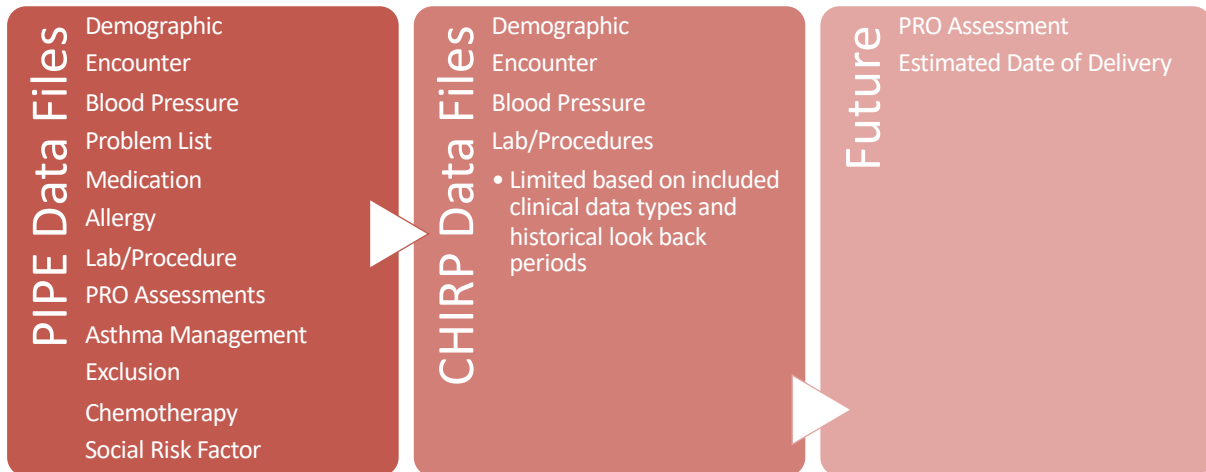 PIPE Data Files
Demographic
Encounter
Blood Pressure
Problem List
Medication
Allergy
Lab/Procedure
PRO Assessments
Asthma Management
Exclusion
Chemotherapy
Social Risk Factor
CHIRP Data Files
Demographic
Encounter
Blood Pressure
Lab/Procedures
• Limited based on included
clinical data types and
historical look back
periods
Future
PRO Assessment
Estimated Date of Delivery